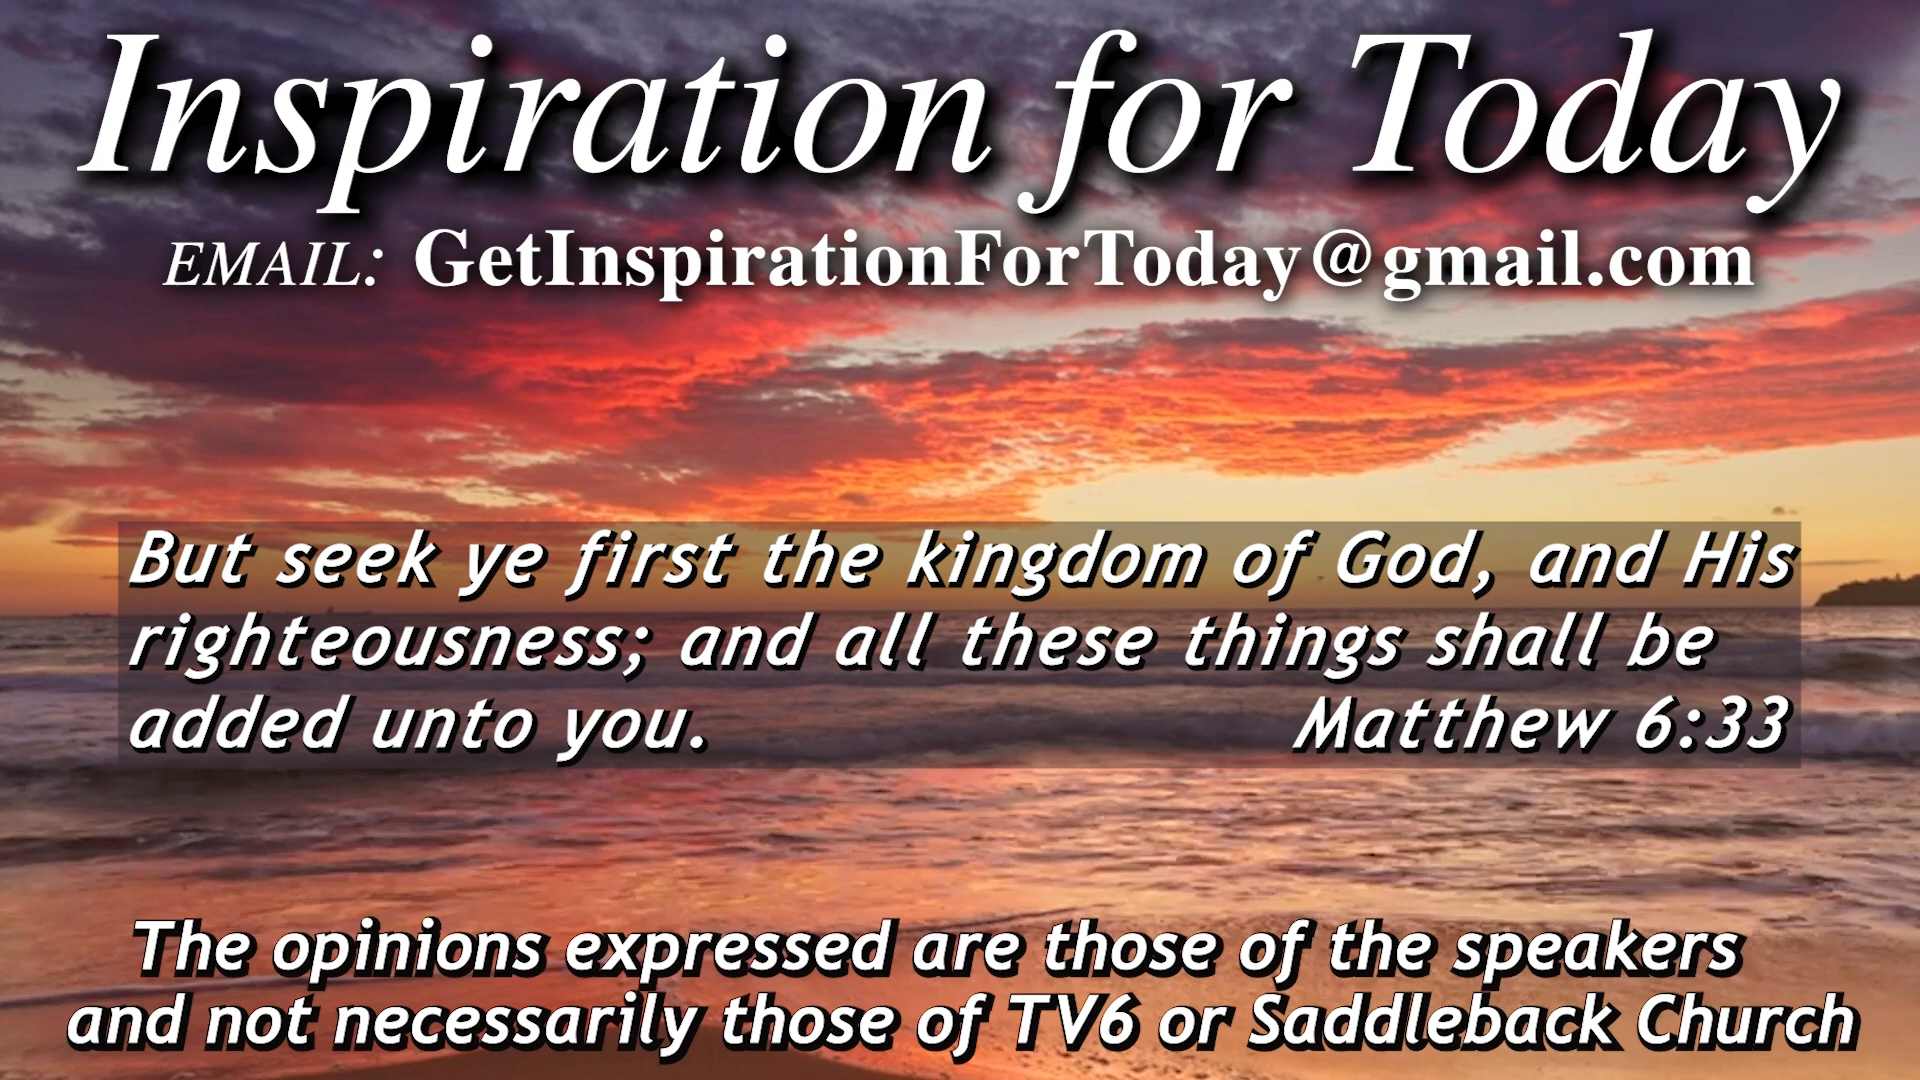 Inspiration for Today
EMAIL: GetInspirationForToday@gmail.com
But seek ye first the kingdom of God, and His
righteousness; and all these things shall be
added unto you. Matthew 6:33
The opinions expressed are those of the speakers
and not necessarily those of TV6 or Saddleback Church